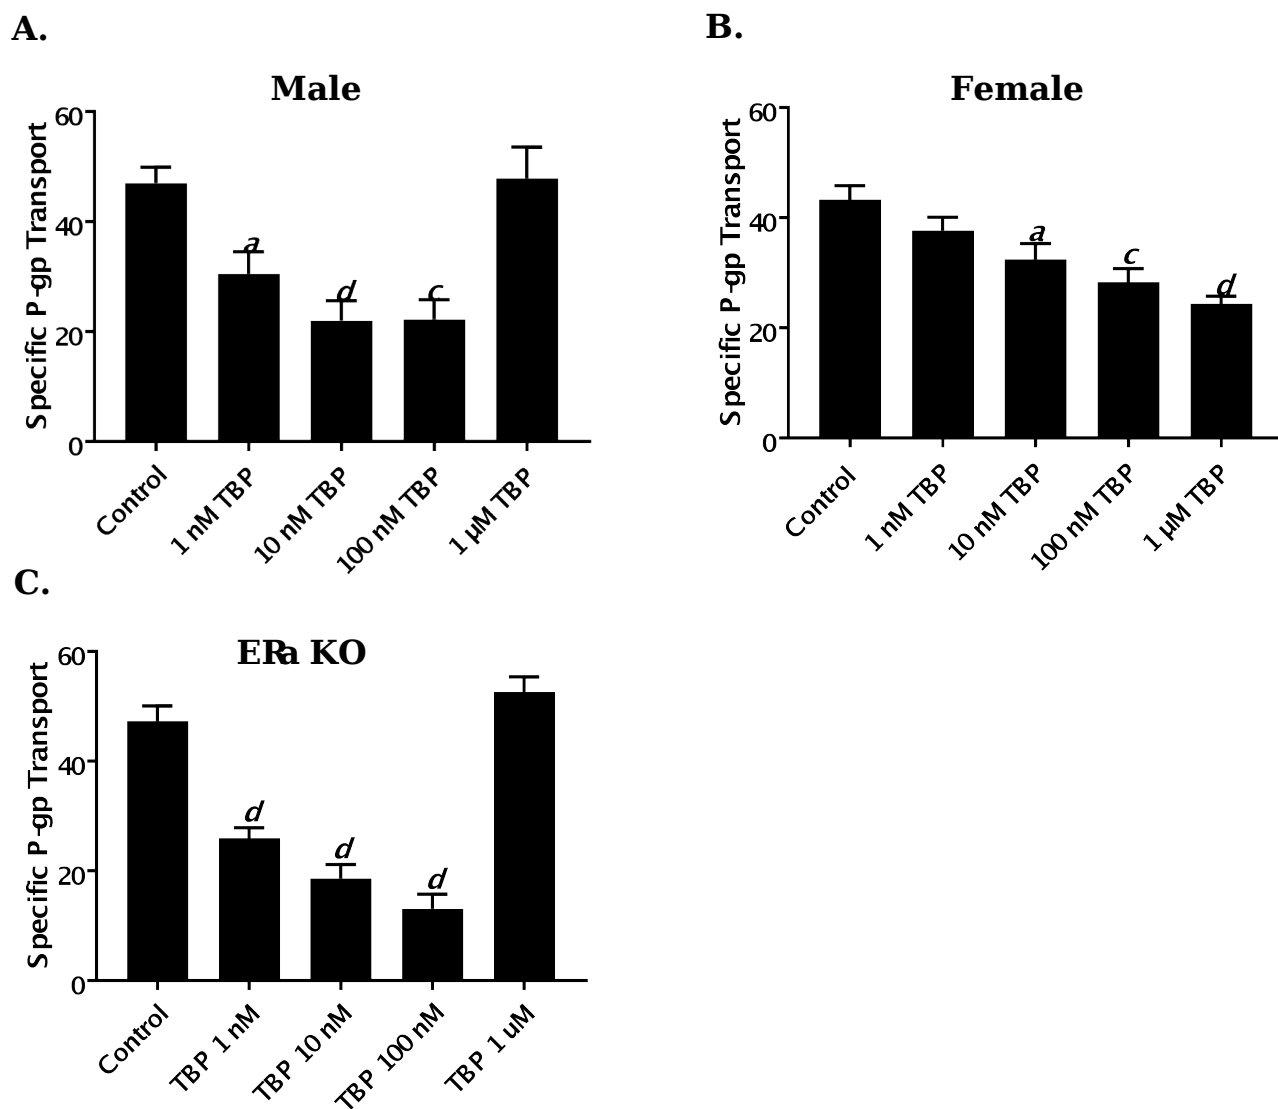 A.
Male
Specific P-gp Transport
60
40
20
0
a
d
c
Control
1 nM TBP
10 nM TBP
100 nM TBP
1 µM TBP
B.
Female
Specific P-gp Transport
60
40
20
0
a
c
d
Control
1 nM TBP
10 nM TBP
100 nM TBP
1 µM TBP
C.
ERa KO
Specific P-gp Transport
60
40
20
0
d
d
d
d
Control
TBP 1 nM
TBP 10 nM
TBP 100 nM
TBP 1 uM